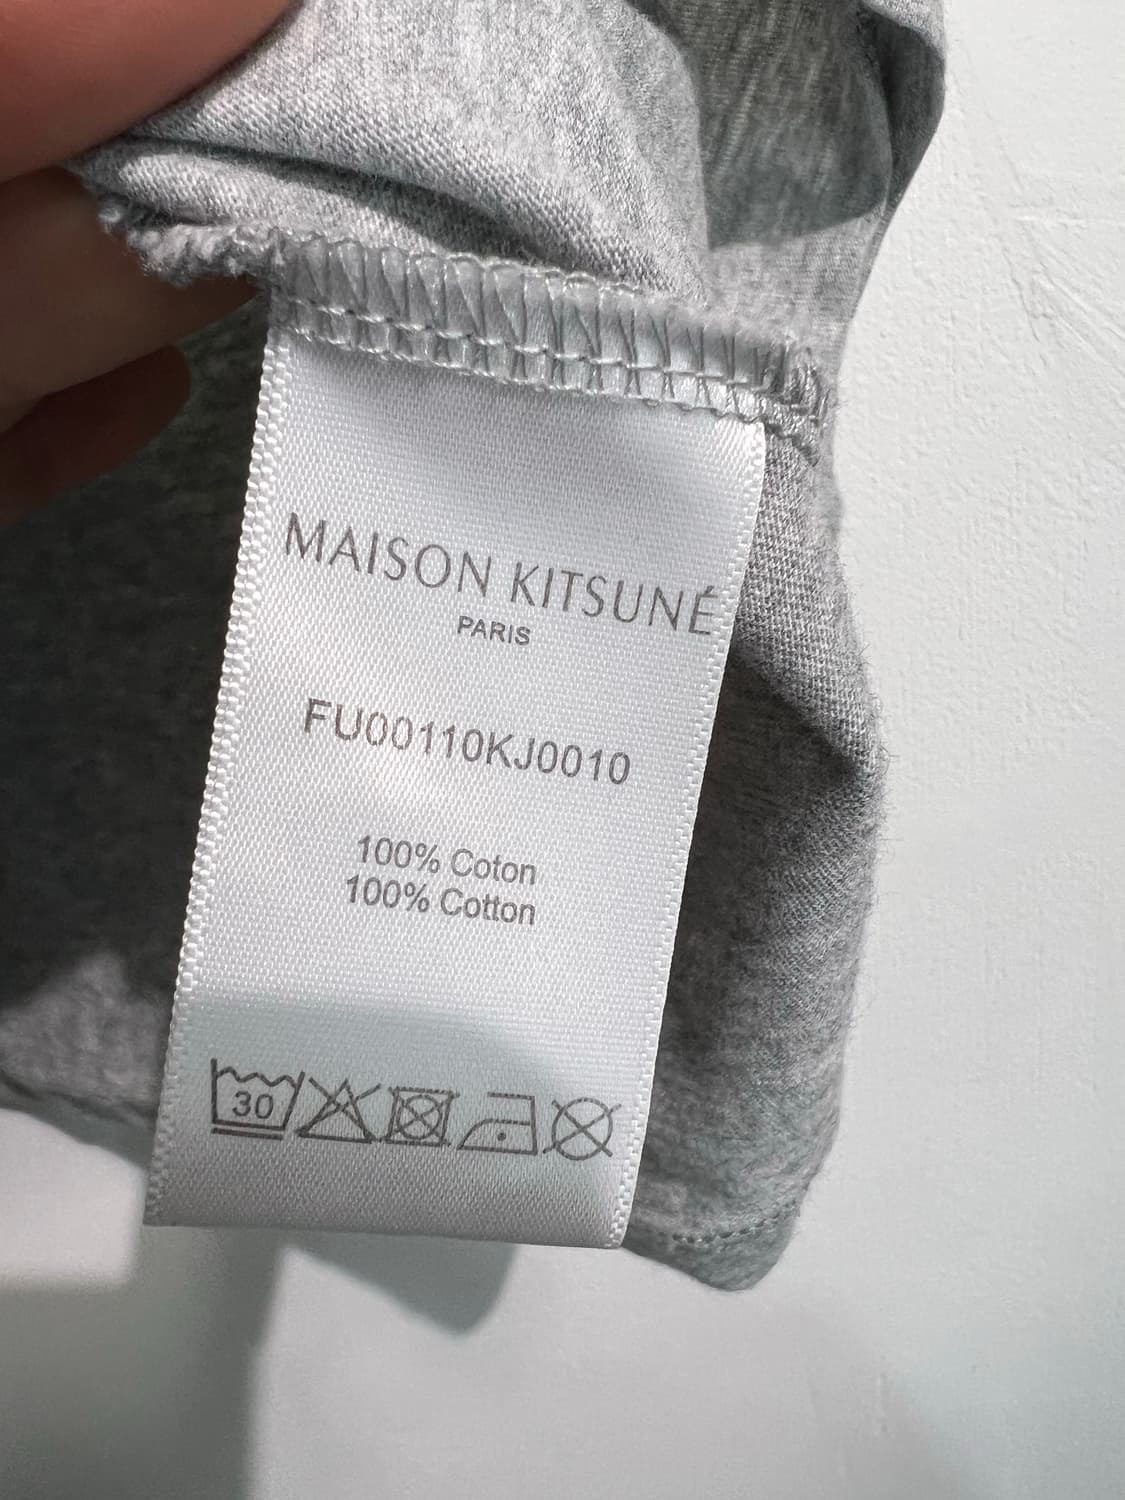 MAISON KITSUNÉ
PARIS
FU00110KJ0010
100% Coton
100% Cotton
30